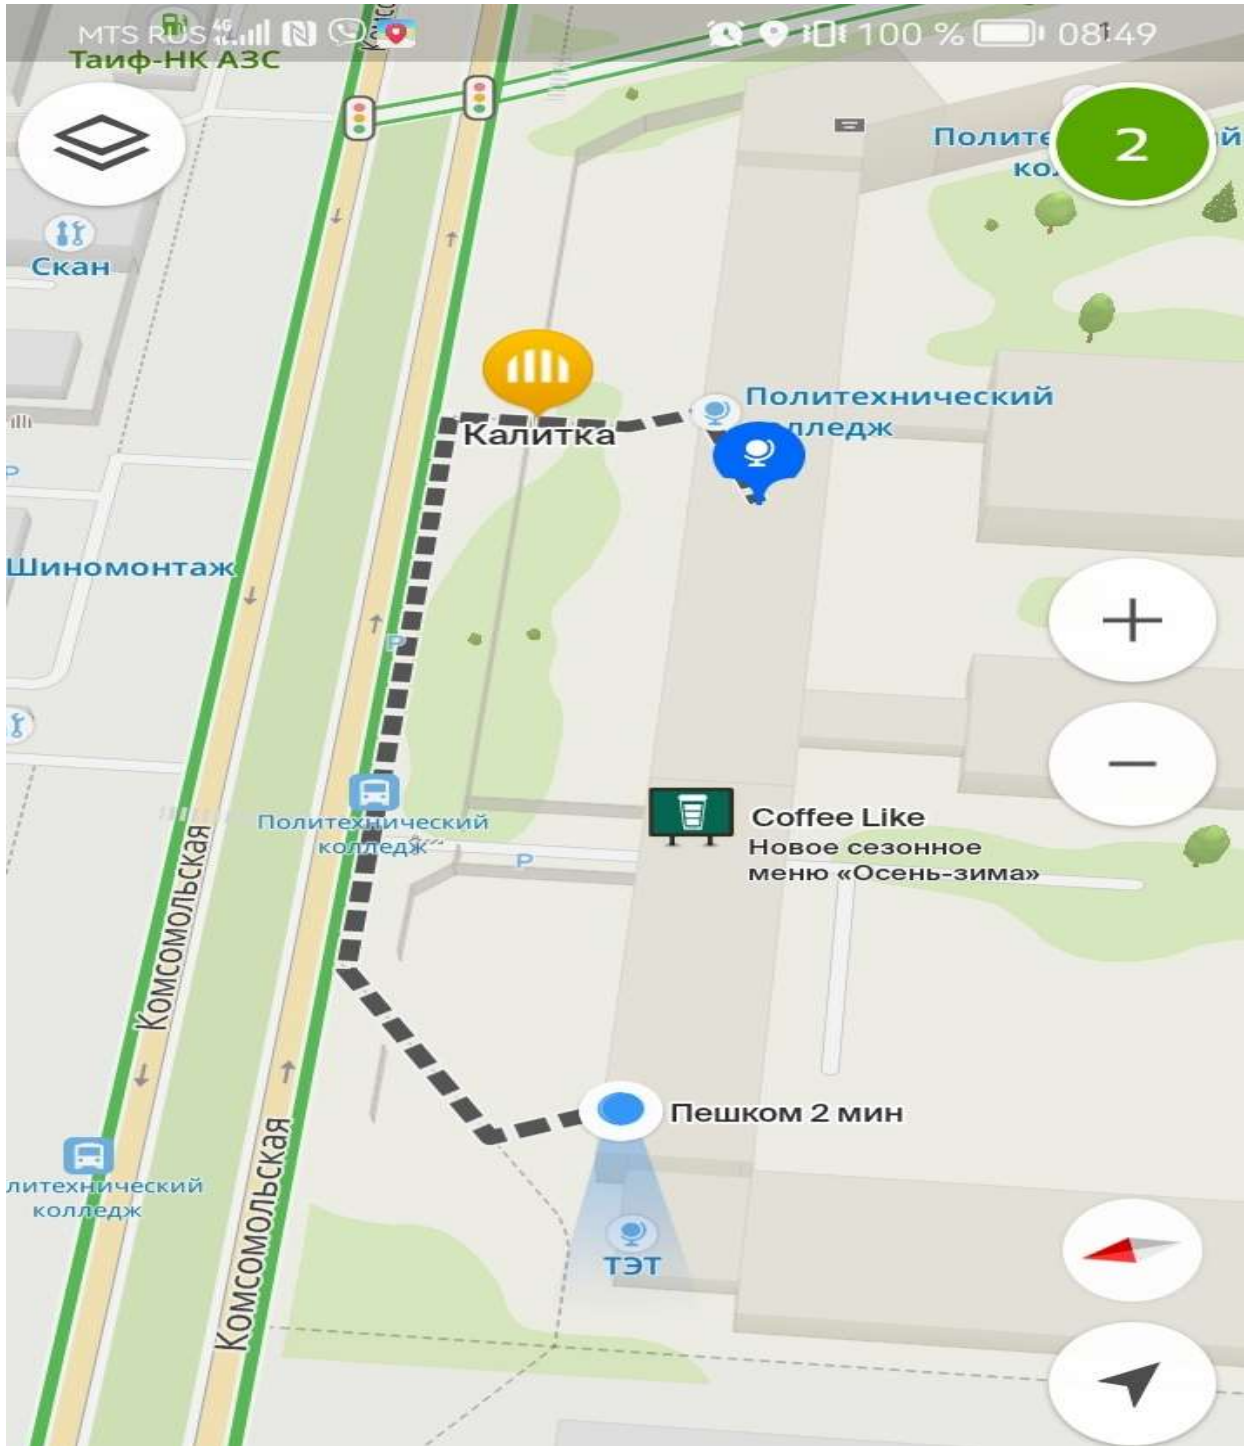 MTS RUS 4G 100 % 08:49
Таиф-НК АЗС
2
Скан
Калитка
Политехнический
Шиномонтаж
P
P
P
Политехнический
колледж
Coffee Like
Новое сезонное
меню «Осень-зима»
Комсомольская
Пешком 2 мин
Комсомольская
колледж
ТЭТ